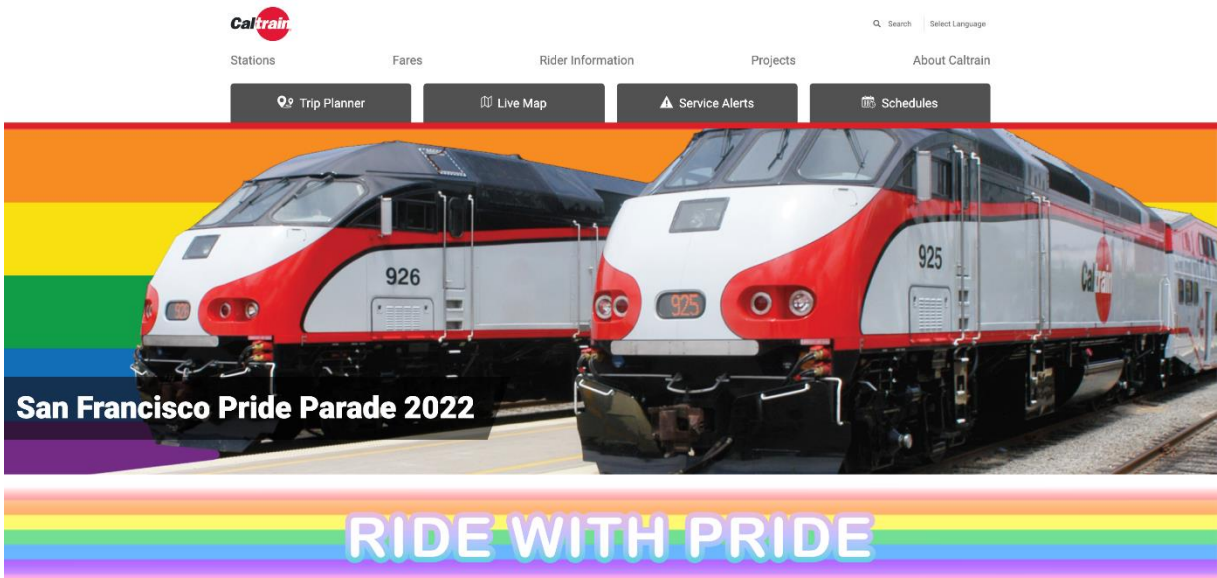 Caltrain
Search Select Language
Stations Fares Rider Information Projects About Caltrain
Trip Planner Live Map Service Alerts Schedules
926
925
925
Caltrain
San Francisco Pride Parade 2022
RIDE WITH PRIDE